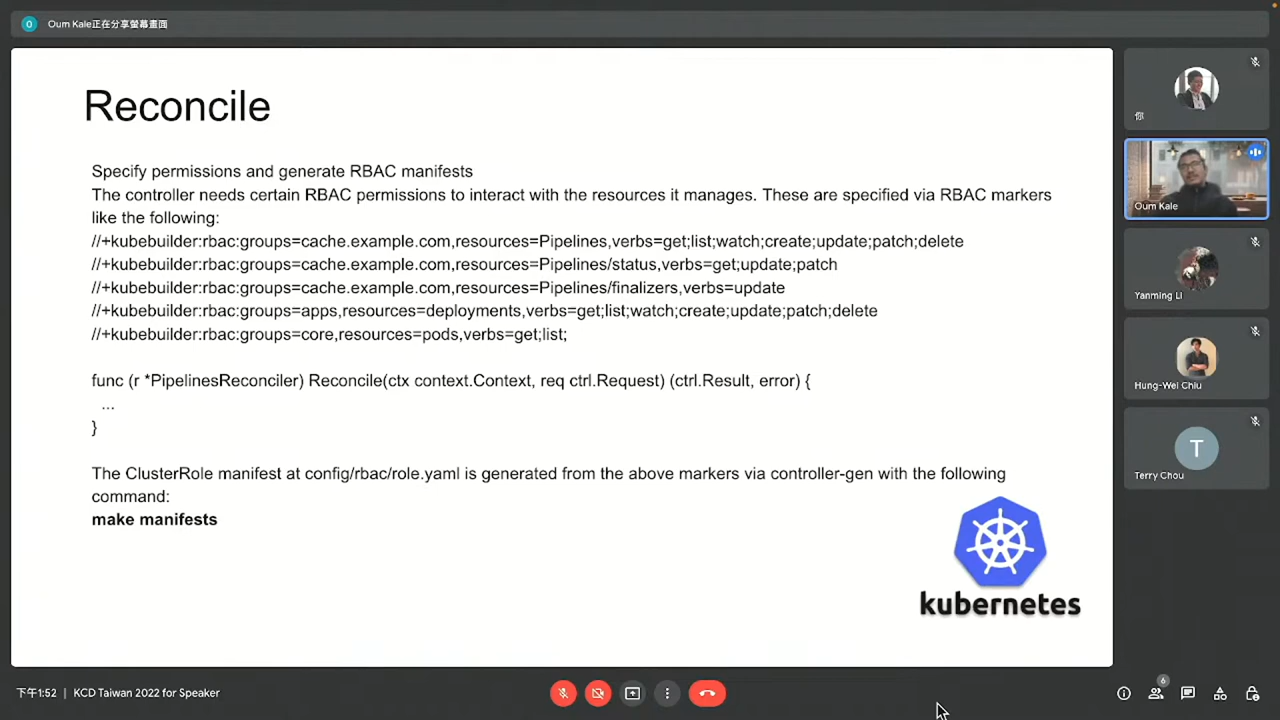 O
Oum Kale正在分享螢幕畫面
Reconcile
Specify permissions and generate RBAC manifests
The controller needs certain RBAC permissions to interact with the resources it manages. These are specified via RBAC markers
like the following:
//+kubebuilder:rbac:groups=cache.example.com,resources=Pipelines,verbs=get;list;watch;create;update;patch;delete
//+kubebuilder:rbac:groups=cache.example.com,resources=Pipelines/status,verbs=get;update;patch
//+kubebuilder:rbac:groups=cache.example.com,resources=Pipelines/finalizers,verbs=update
//+kubebuilder:rbac:groups=apps,resources=deployments,verbs=get;list;watch;create;update;patch;delete
//+kubebuilder:rbac:groups=core,resources=pods,verbs=get;list;
func (r *PipelinesReconciler) Reconcile(ctx context.Context, req ctrl.Request) (ctrl.Result, error) {
...
}
The ClusterRole manifest at config/rbac/role.yaml is generated from the above markers via controller-gen with the following
command:
make manifests
kubernetes
你
Oum Kale
Yanming Li
Hung-Wei Chiu
T
Terry Chou
下午1:52 | KCD Taiwan 2022 for Speaker
6